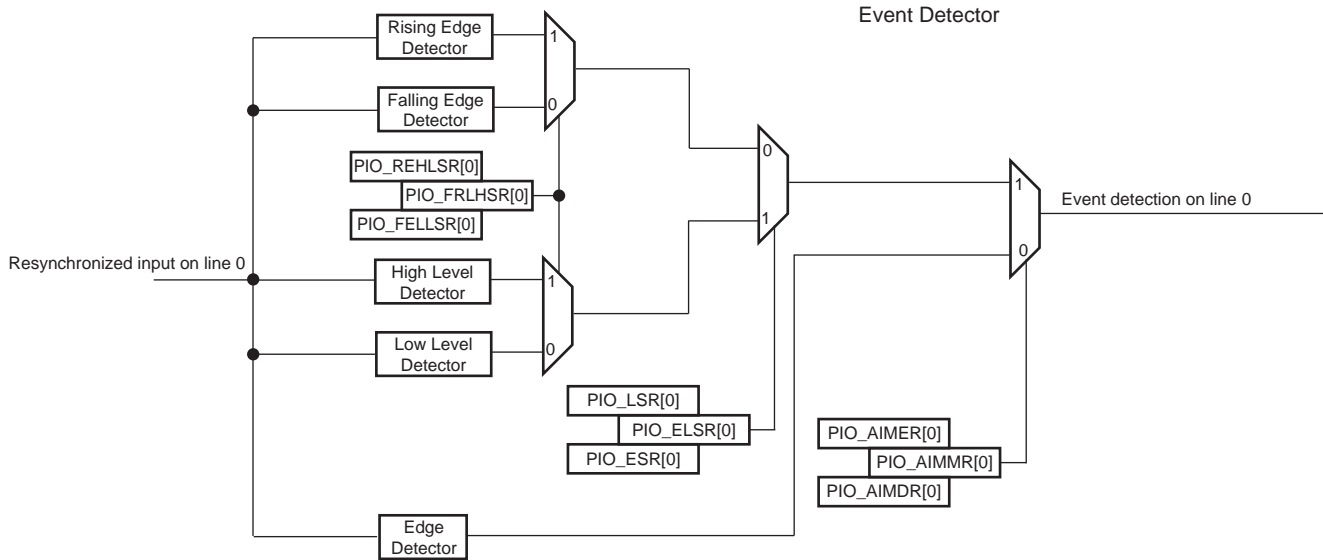 Event Detector
Rising Edge
Detector
1
Falling Edge
Detector
0
0
PIO_REHLSR[0]
PIO_FRLHSR[0]
PIO_FELLSR[0]
1
1
Event detection on line 0
0
Resynchronized input on line 0
High Level
Detector
1
Low Level
Detector
0
PIO_LSR[0]
PIO_ELSR[0]
PIO_ESR[0]
PIO_AIMER[0]
PIO_AIMMR[0]
PIO_AIMDR[0]
Edge
Detector